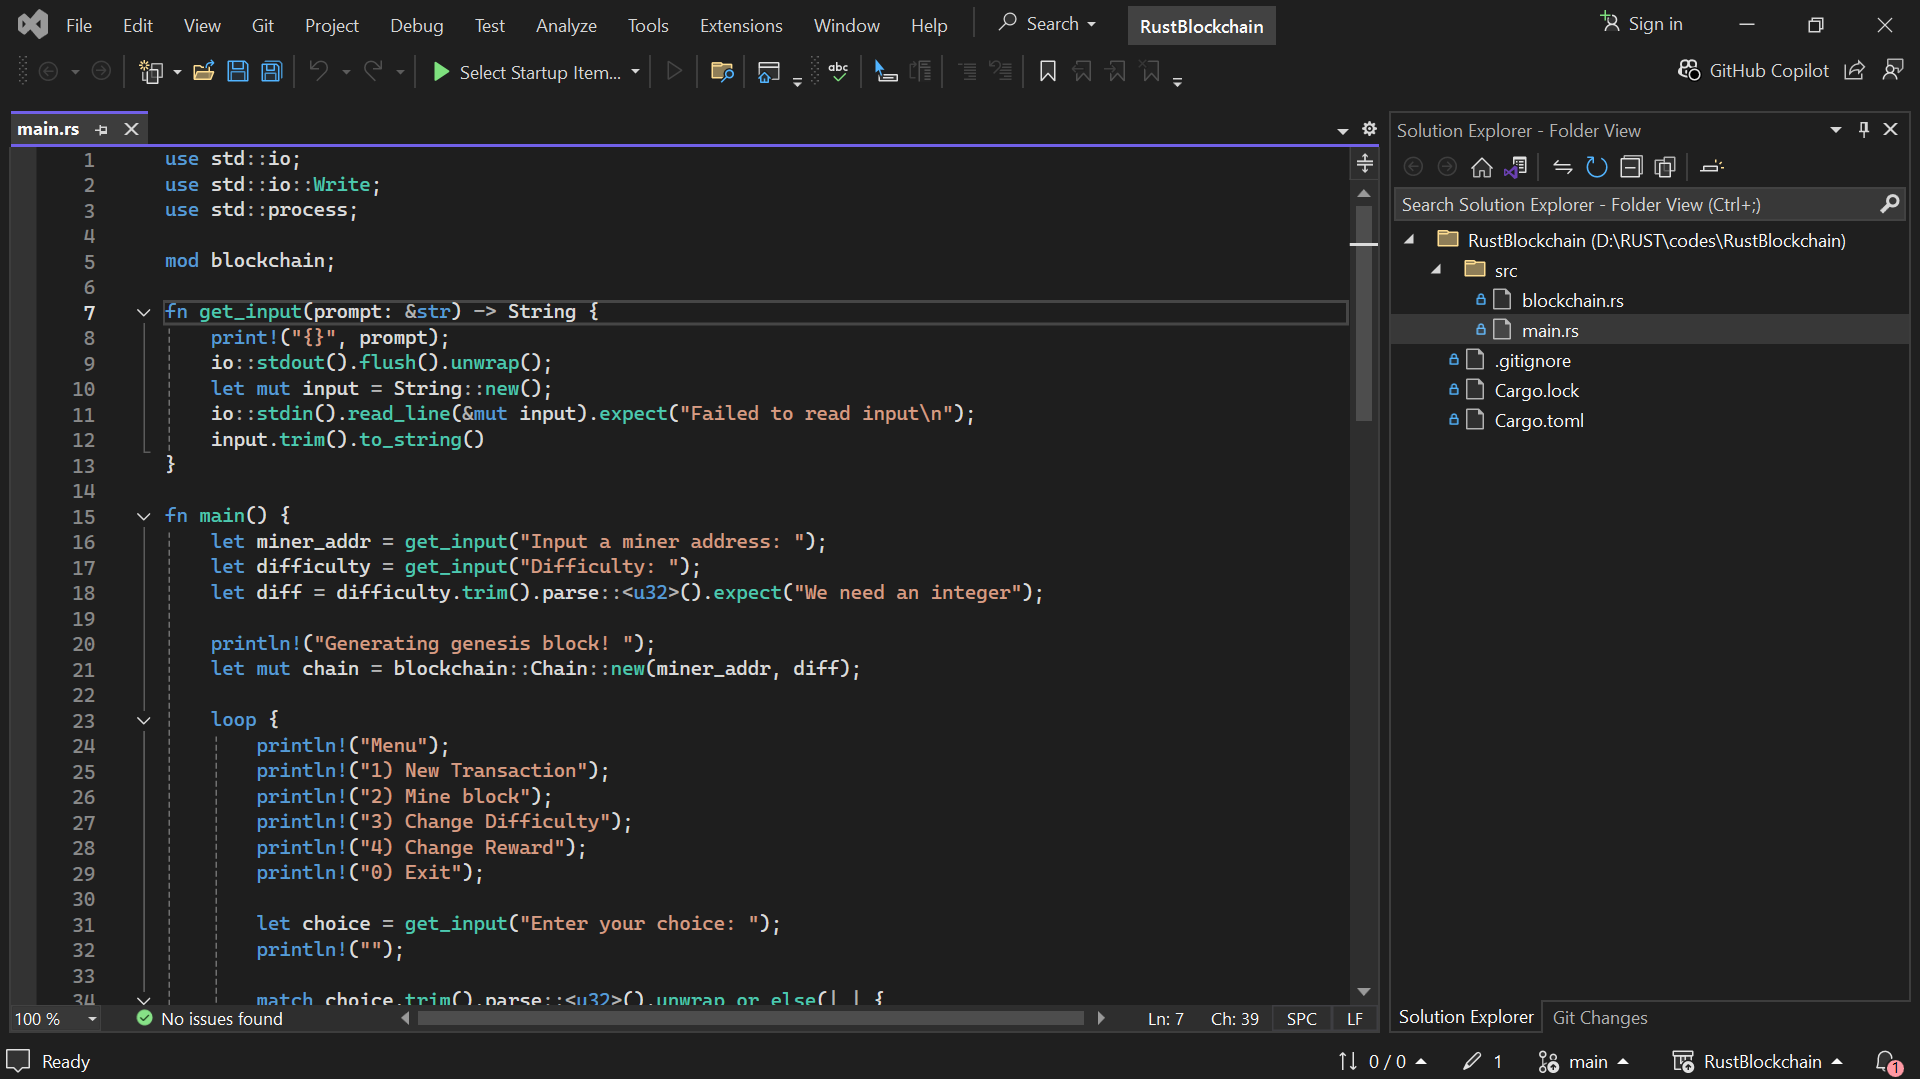 File Edit View Git Project Debug Test Analyze Tools Extensions Window Help Search RustBlockchain Sign in
Select Startup Item... abc GitHub Copilot
main.rs
1 use std::io;
2 use std::io::Write;
3 use std::process;
4
5 mod blockchain;
6
7 fn get_input(prompt: &str) -> String {
8 print!("{}", prompt);
9 io::stdout().flush().unwrap();
10 let mut input = String::new();
11 io::stdin().read_line(&mut input).expect("Failed to read input\n");
12 input.trim().to_string()
13 }
14
15 fn main() {
16 let miner_addr = get_input("Input a miner address: ");
17 let difficulty = get_input("Difficulty: ");
18 let diff = difficulty.trim().parse::<u32>().expect("We need an integer");
19
20 println!("Generating genesis block! ");
21 let mut chain = blockchain::Chain::new(miner_addr, diff);
22
23 loop {
24 println!("Menu");
25 println!("1) New Transaction");
26 println!("2) Mine block");
27 println!("3) Change Difficulty");
28 println!("4) Change Reward");
29 println!("0) Exit");
30
31 let choice = get_input("Enter your choice: ");
32 println!("");
33
34 match choice.trim().parse::<u32>().unwrap_or_else(|_| {
100 % No issues found Ln: 7 Ch: 39 SPC LF
Solution Explorer - Folder View
Search Solution Explorer - Folder View (Ctrl+;)
RustBlockchain (D:\RUST\codes\RustBlockchain)
src
blockchain.rs
main.rs
.gitignore
Cargo.lock
Cargo.toml
Solution Explorer Git Changes
Ready 0 / 0 1 main RustBlockchain 1